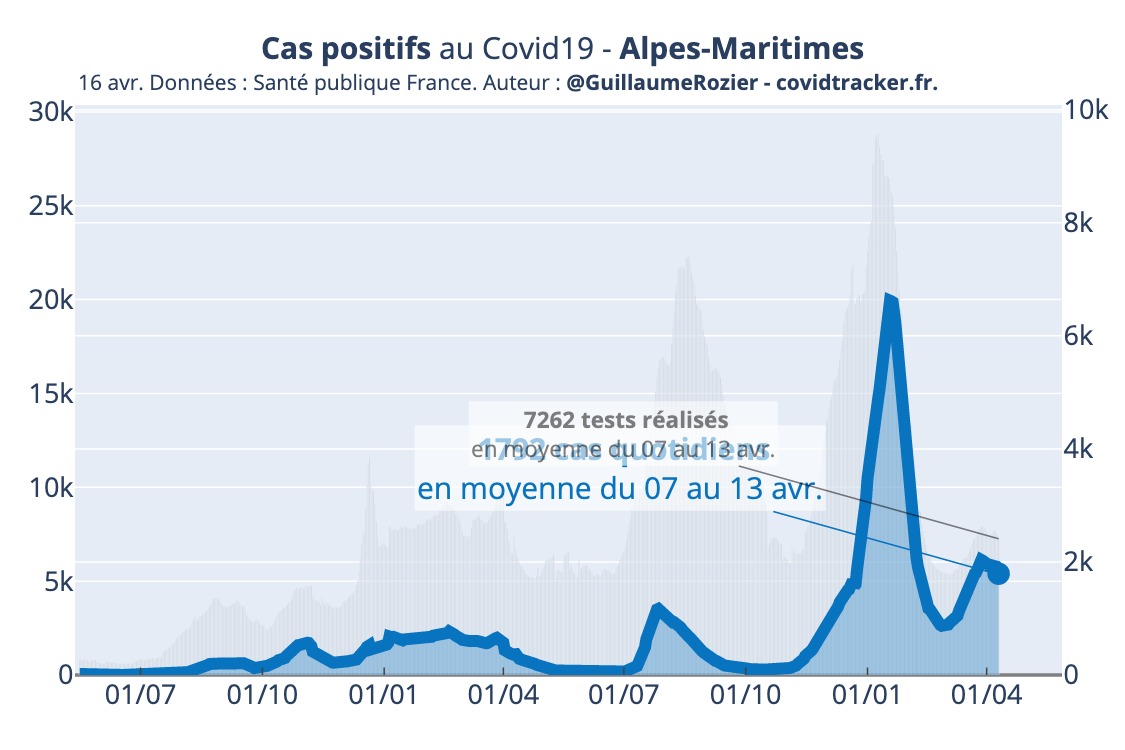 Cas positifs au Covid19 - Alpes-Maritimes
16 avr. Données : Santé publique France. Auteur : @GuillaumeRozier - covidtracker.fr.
30k
10k
25k
8k
20k
6k
15k
7262 tests réalisés
en moyenne du 07 au 13 avr.
1792 cas quotidiens
4k
10k
en moyenne du 07 au 13 avr.
2k
5k
0
0
01/07
01/10
01/01
01/04
01/07
01/10
01/01
01/04